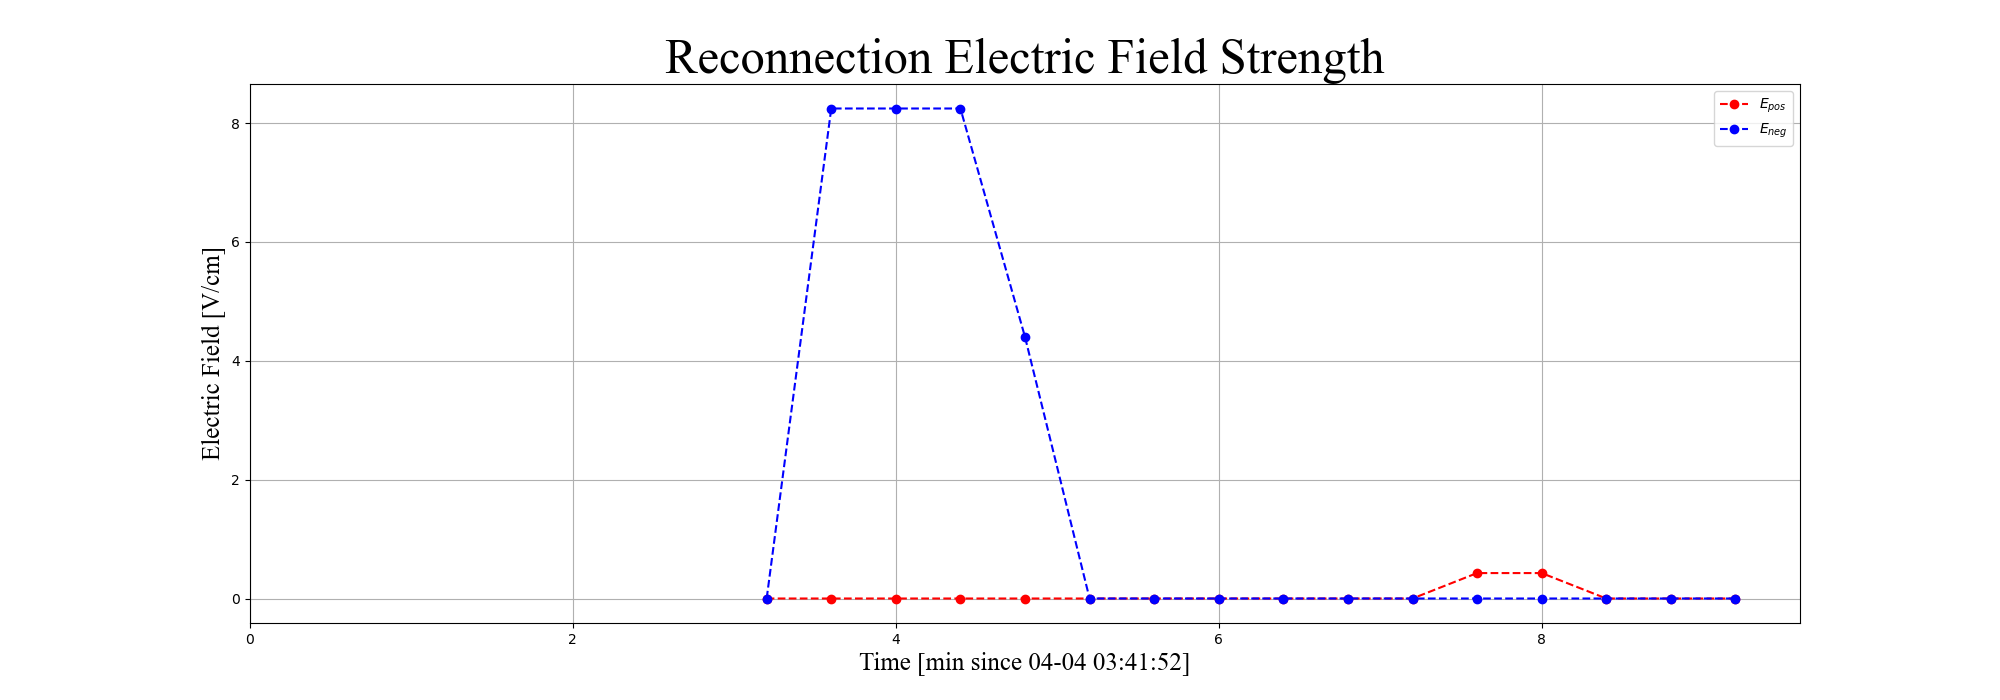 Reconnection Electric Field Strength
E_pos
E_neg
8
6
4
2
0
Electric Field [V/cm]
0 2 4 6 8
Time [min since 04-04 03:41:52]